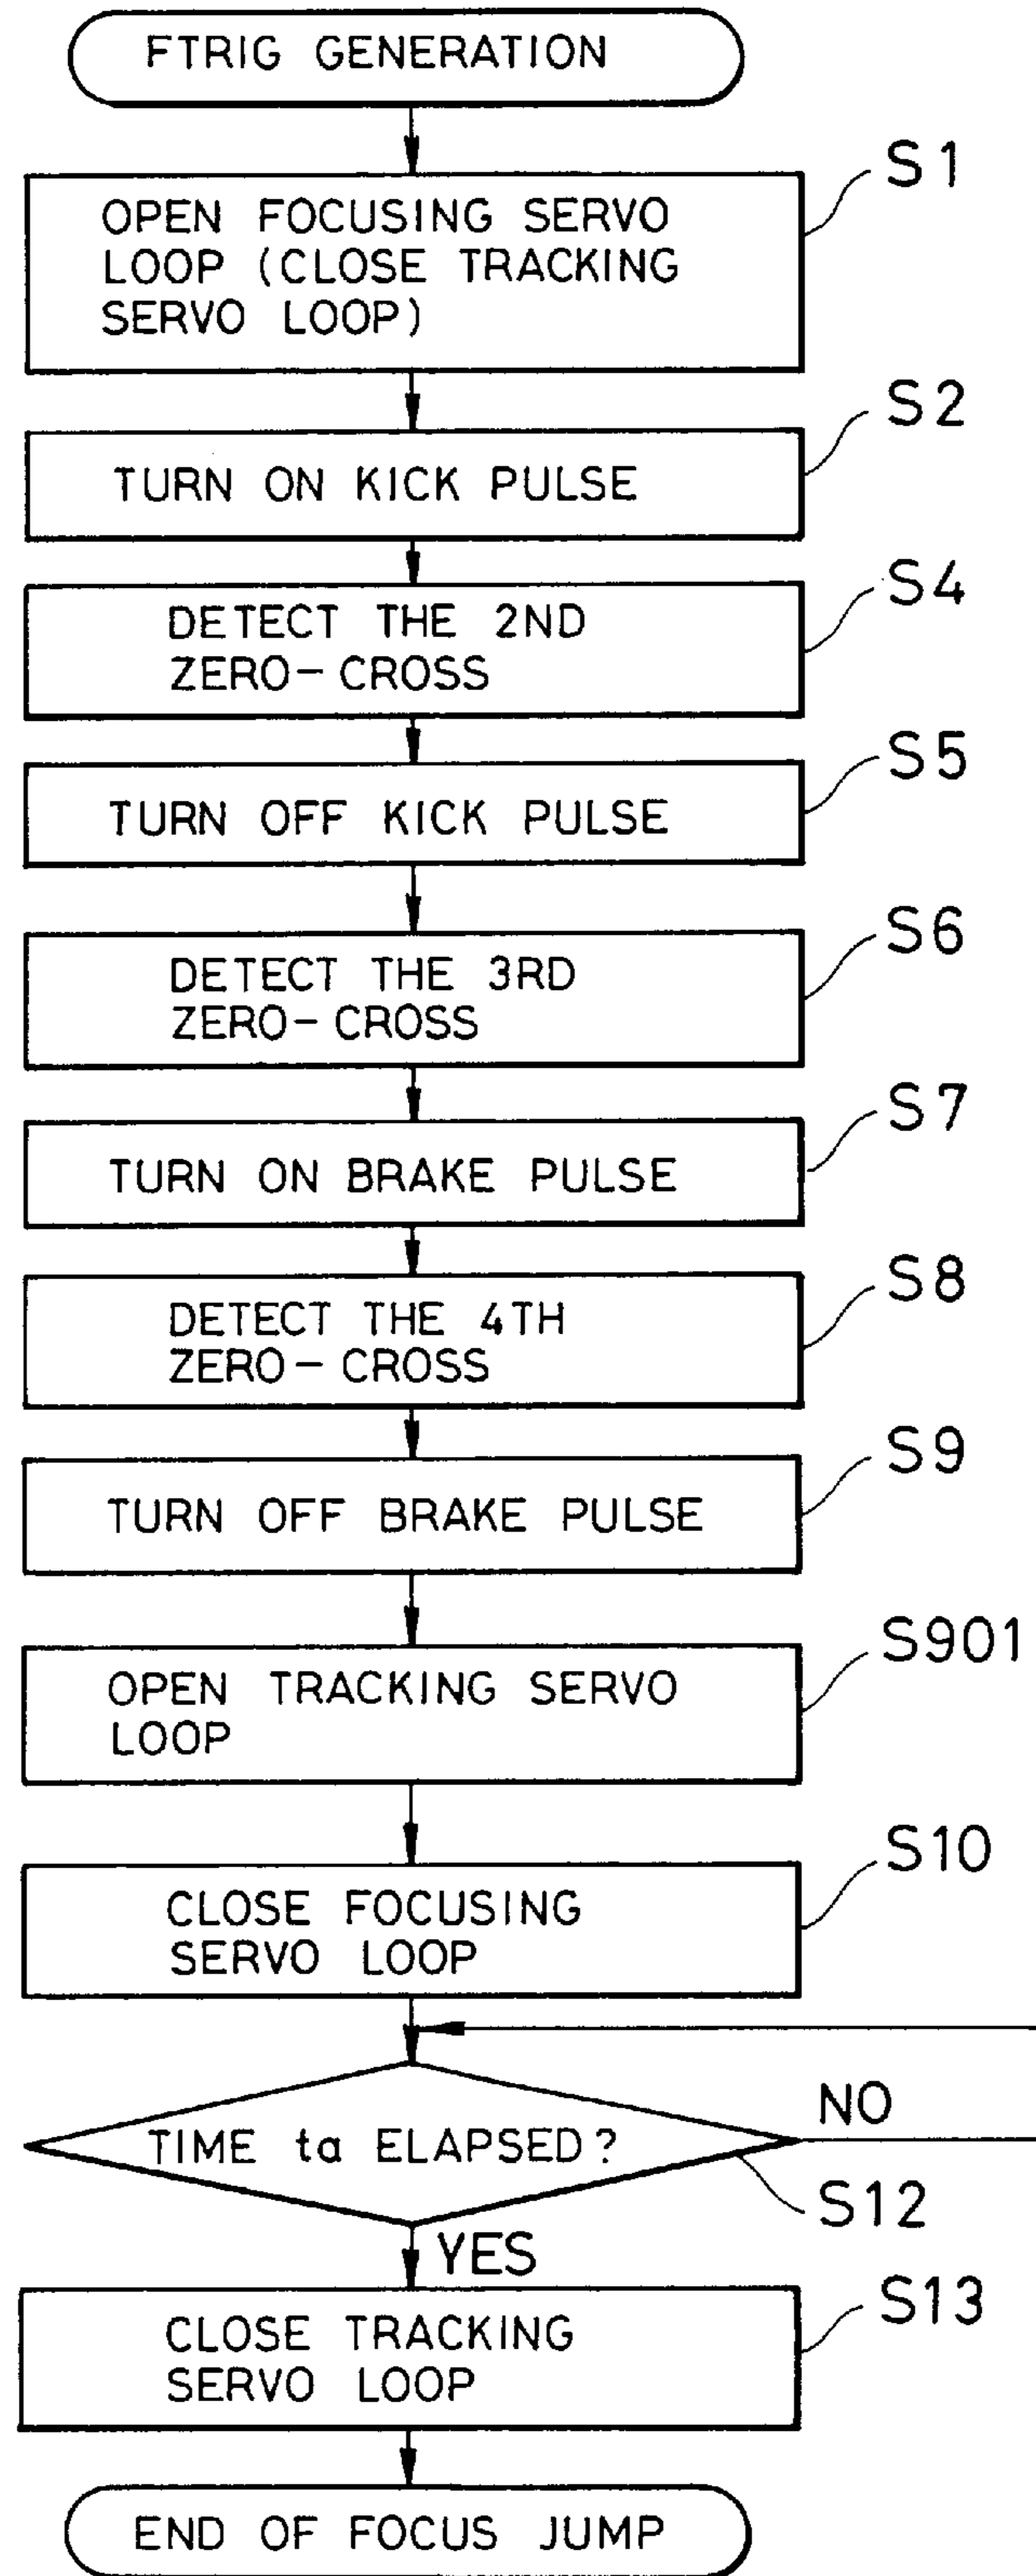 FTRIG GENERATION
S1
OPEN FOCUSING SERVO
LOOP (CLOSE TRACKING
SERVO LOOP)
S2
TURN ON KICK PULSE
S4
DETECT THE 2ND
ZERO-CROSS
S5
TURN OFF KICK PULSE
S6
DETECT THE 3RD
ZERO-CROSS
S7
TURN ON BRAKE PULSE
S8
DETECT THE 4TH
ZERO-CROSS
S9
TURN OFF BRAKE PULSE
S901
OPEN TRACKING SERVO
LOOP
S10
CLOSE FOCUSING
SERVO LOOP
NO
TIME ta ELAPSED?
S12
YES
S13
CLOSE TRACKING
SERVO LOOP
END OF FOCUS JUMP